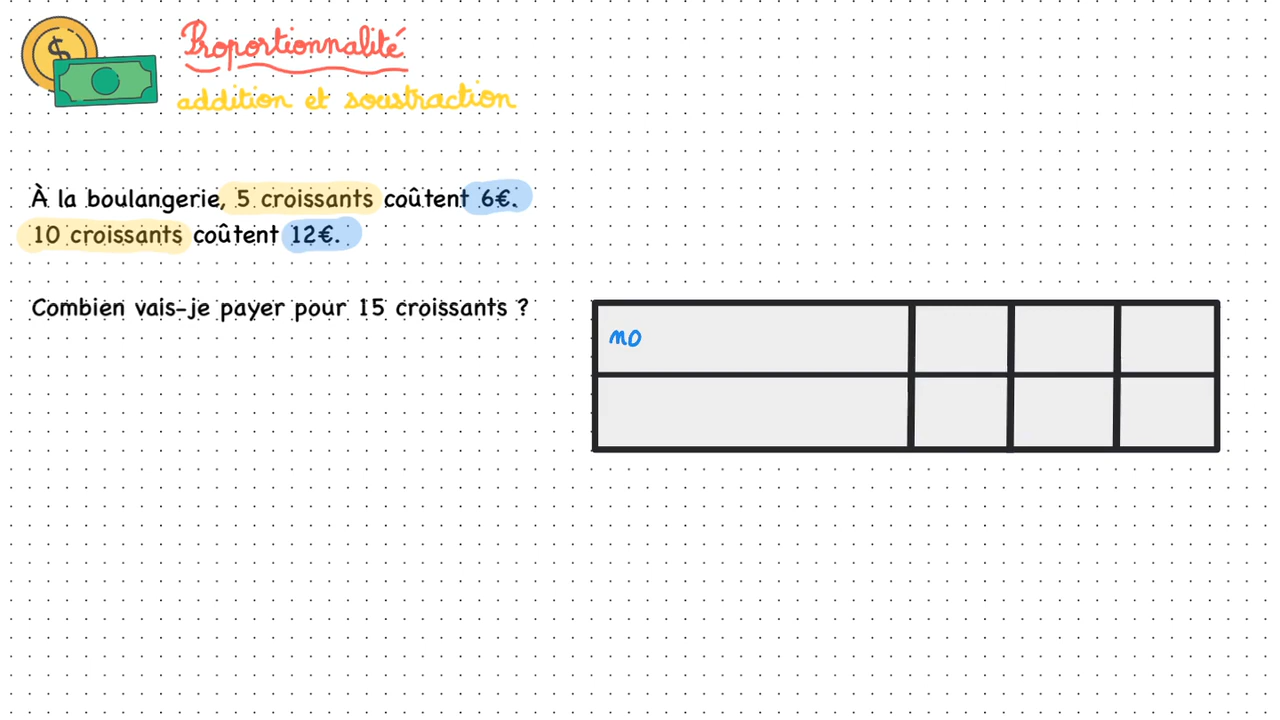 Proportionnalité
addition et soustraction
À la boulangerie, 5 croissants coûtent 6€.
10 croissants coûtent 12€.
Combien vais-je payer pour 15 croissants ?
no